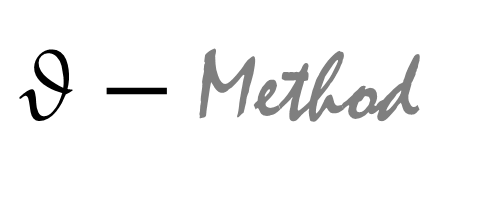 ϑ – Method